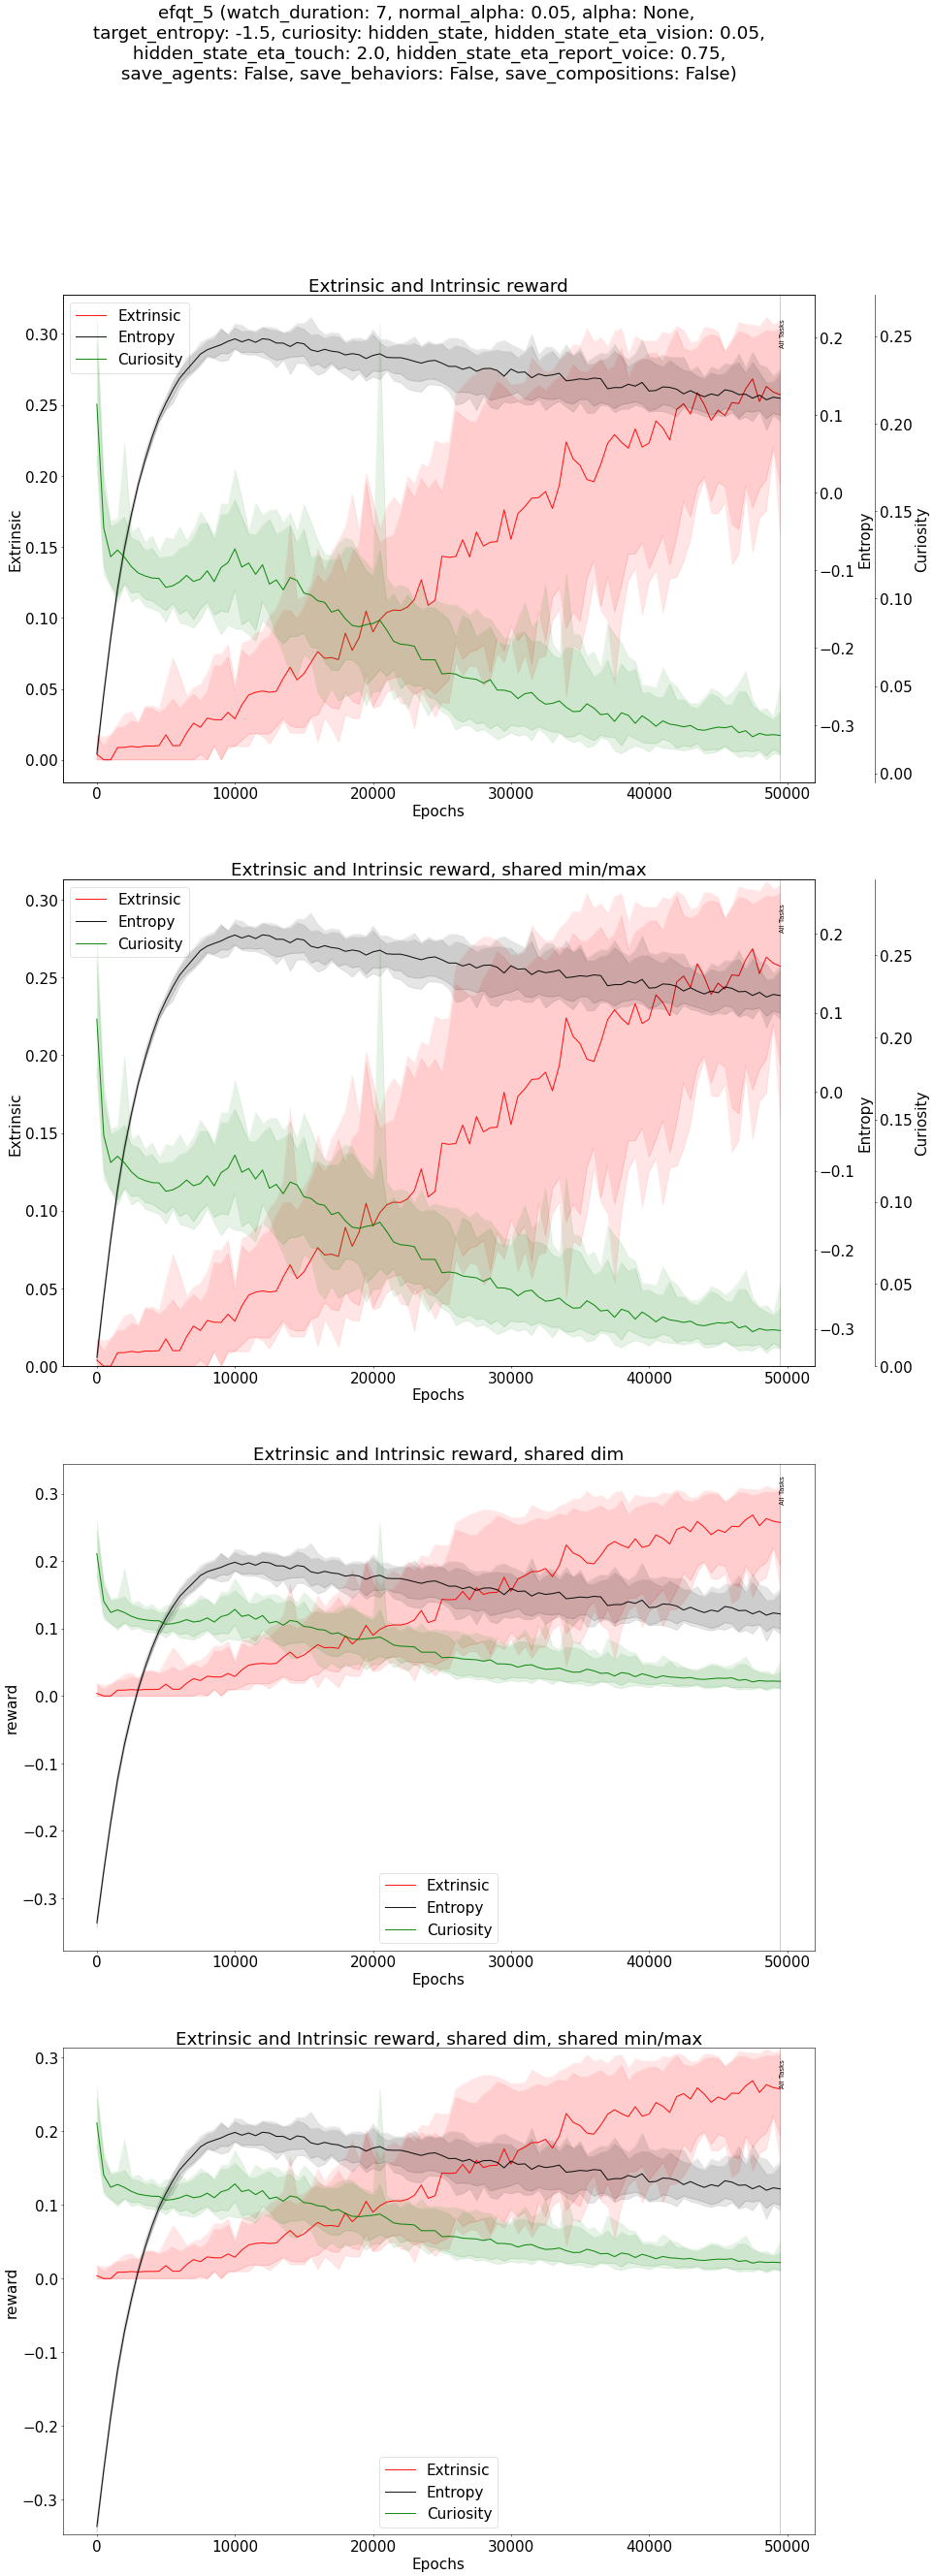 efqt_5 (watch_duration: 7, normal_alpha: 0.05, alpha: None,
target_entropy: -1.5, curiosity: hidden_state, hidden_state_eta_vision: 0.05,
hidden_state_eta_touch: 2.0, hidden_state_eta_report_voice: 0.75,
save_agents: False, save_behaviors: False, save_compositions: False)
Extrinsic and Intrinsic reward
Extrinsic
Entropy
Curiosity
All Tasks
0.30
0.25
0.20
0.15
0.10
0.05
0.00
Extrinsic
0.2
0.1
0.0
−0.1
−0.2
−0.3
Entropy
0.25
0.20
0.15
0.10
0.05
0.00
Curiosity
0 10000 20000 30000 40000 50000
Epochs
Extrinsic and Intrinsic reward, shared min/max
Extrinsic
Entropy
Curiosity
All Tasks
0.30
0.25
0.20
0.15
0.10
0.05
0.00
Extrinsic
0.2
0.1
0.0
−0.1
−0.2
−0.3
Entropy
0.25
0.20
0.15
0.10
0.05
0.00
Curiosity
0 10000 20000 30000 40000 50000
Epochs
Extrinsic and Intrinsic reward, shared dim
All Tasks
0.3
0.2
0.1
0.0
−0.1
−0.2
−0.3
reward
Extrinsic
Entropy
Curiosity
0 10000 20000 30000 40000 50000
Epochs
Extrinsic and Intrinsic reward, shared dim, shared min/max
All Tasks
0.3
0.2
0.1
0.0
−0.1
−0.2
−0.3
reward
Extrinsic
Entropy
Curiosity
0 10000 20000 30000 40000 50000
Epochs